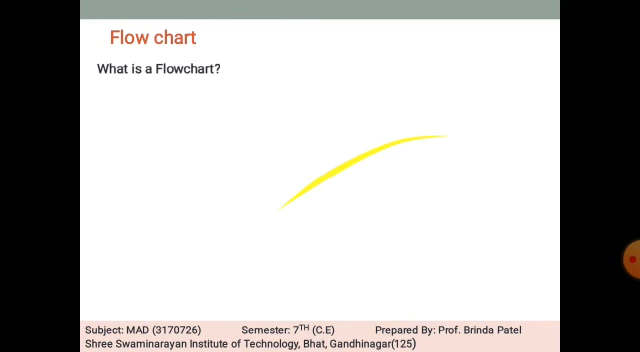 Flow chart
What is a Flowchart?
Subject: MAD (3170726) Semester: 7TH (C.E) Prepared By: Prof. Brinda Patel
Shree Swaminarayan Institute of Technology, Bhat, Gandhinagar(125)